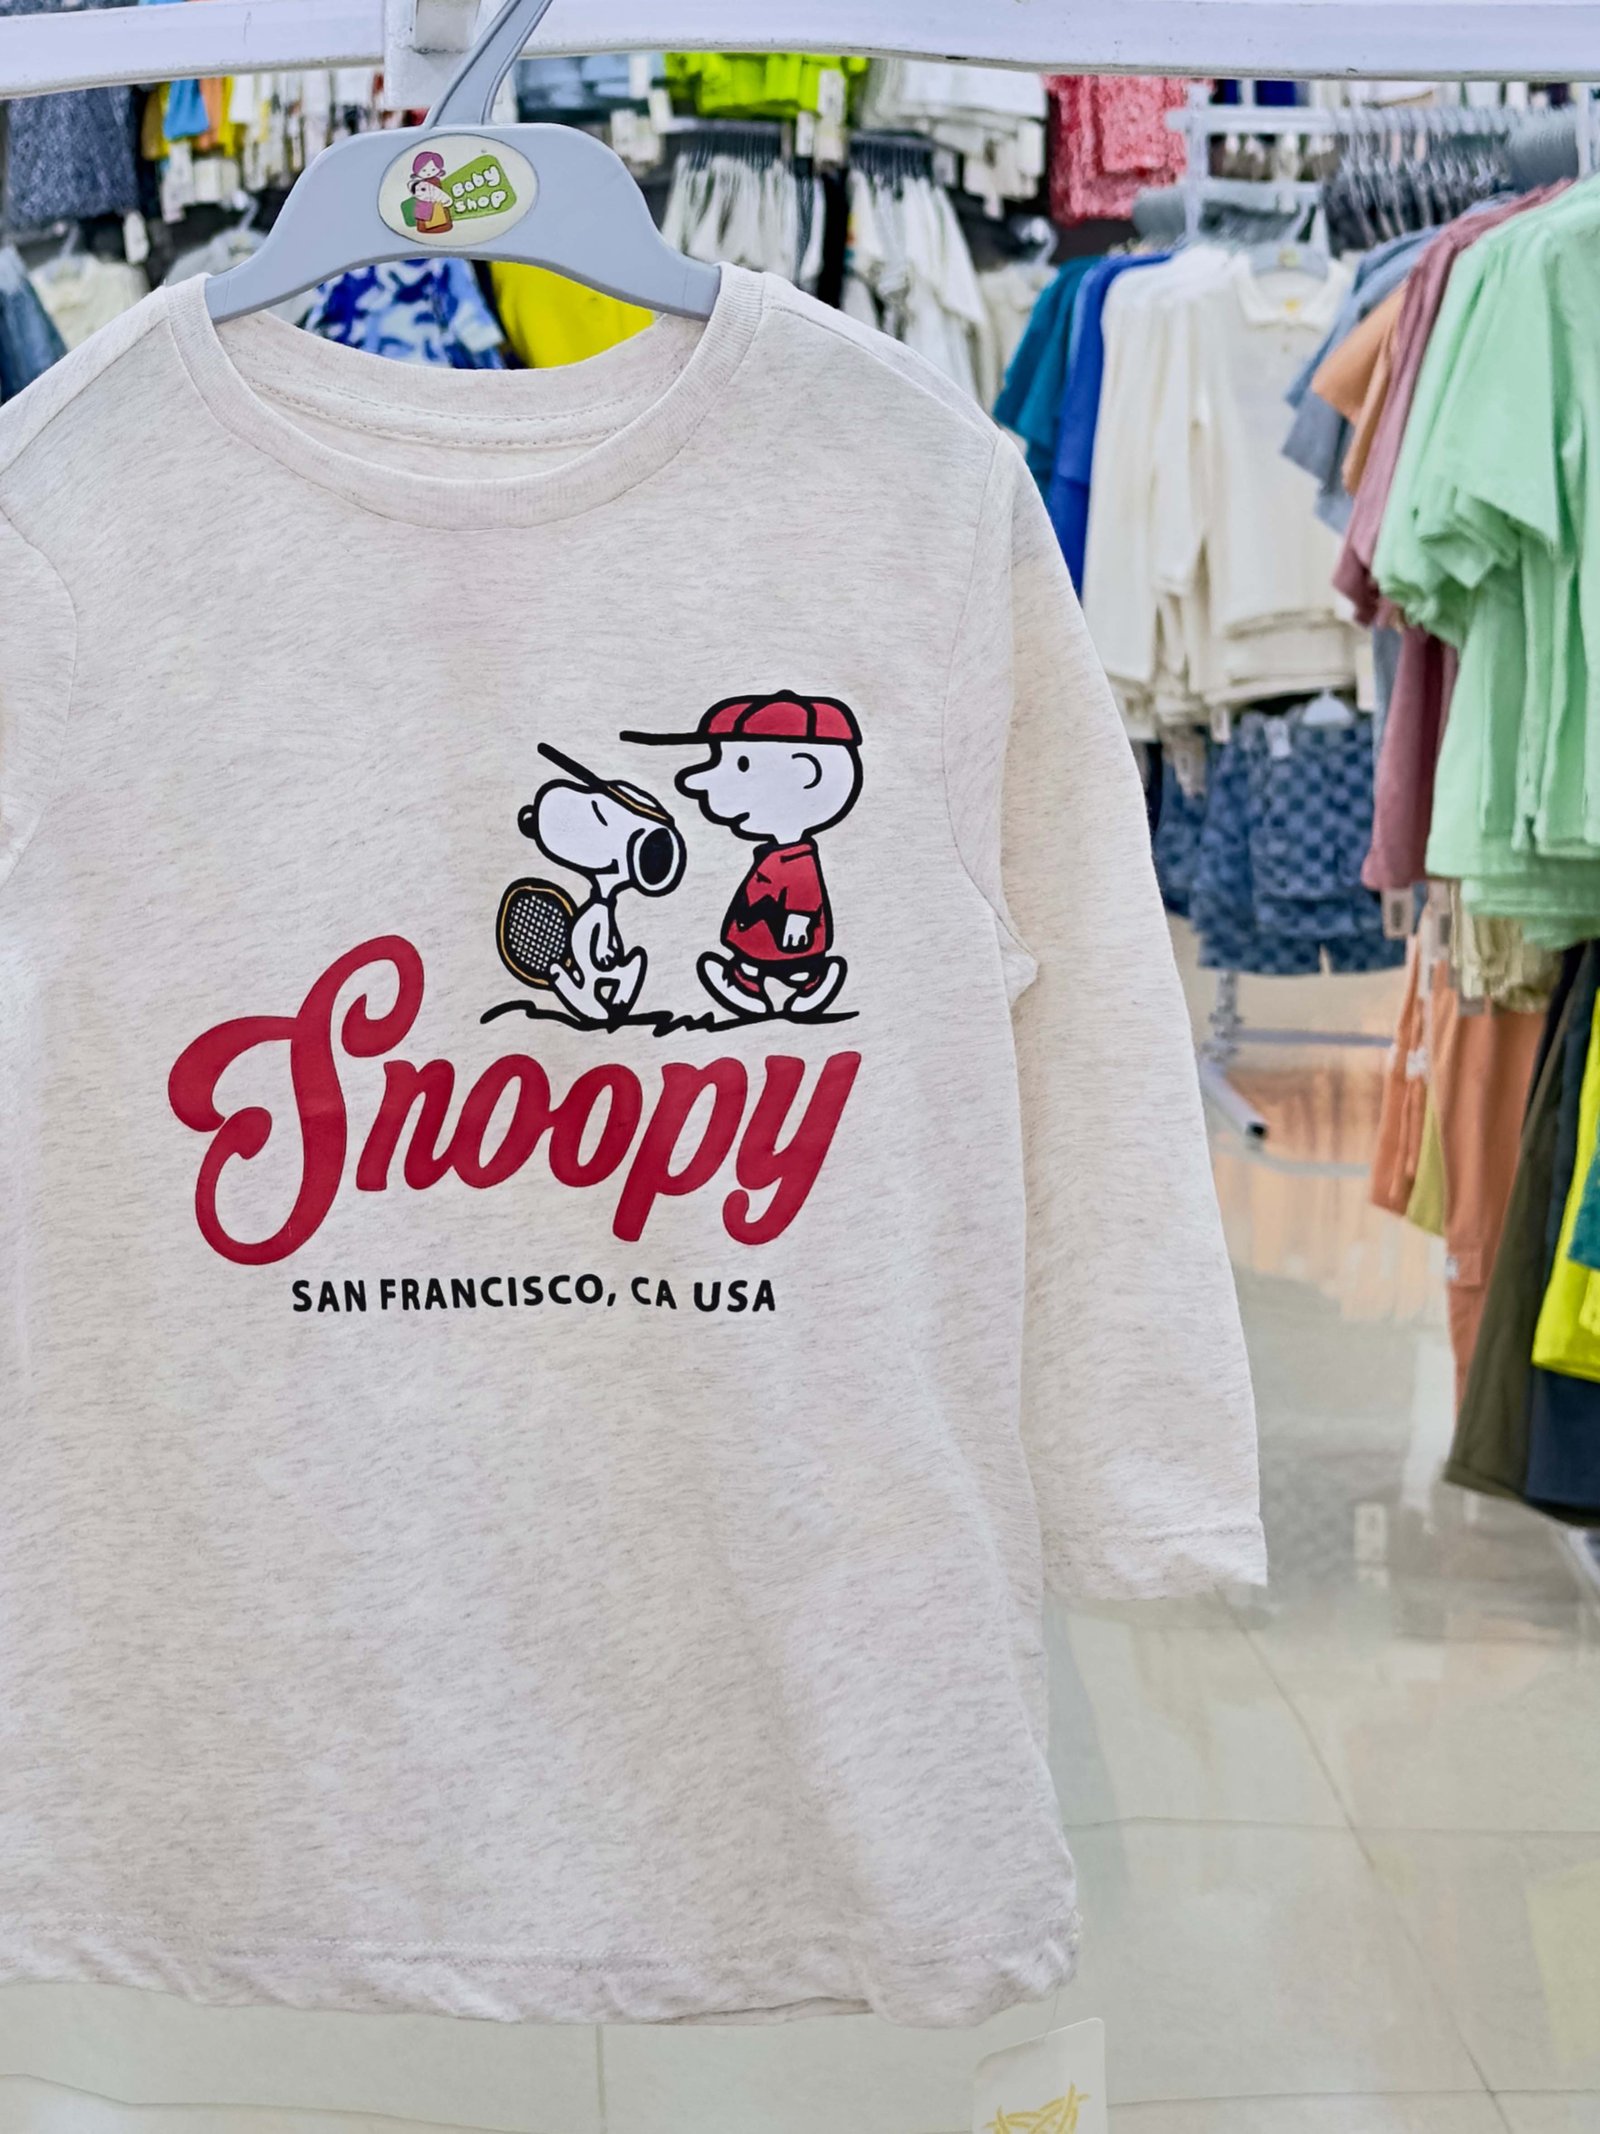 Baby
Shop
Snoopy
SAN FRANCISCO, CA USA